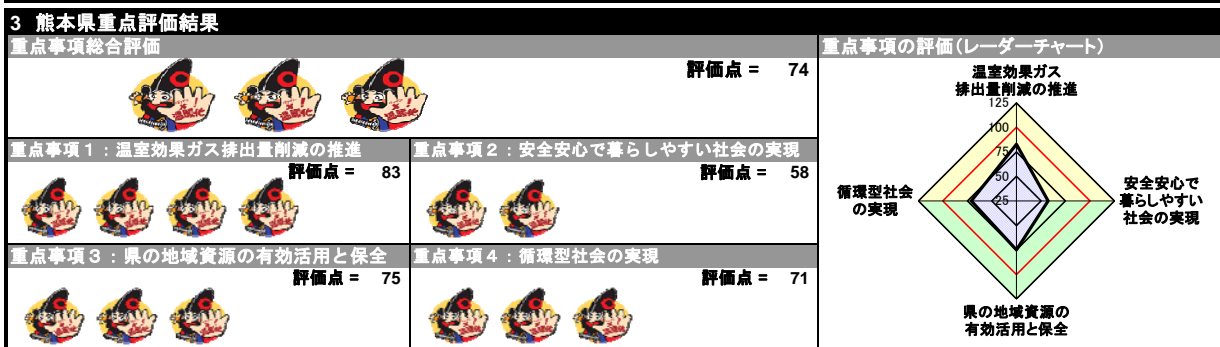 3 熊本県重点評価結果
重点事項総合評価
評価点 = 74
重点事項1：温室効果ガス排出量削減の推進
評価点 = 83
重点事項2：安全安心で暮らしやすい社会の実現
評価点 = 58
重点事項3：県の地域資源の有効活用と保全
評価点 = 75
重点事項4：循環型社会の実現
評価点 = 71
重点事項の評価(レーダーチャート)
温室効果ガス
排出量削減の推進
125
100
75
50
25
安全安心で
暮らしやすい
社会の実現
循環型社会
の実現
県の地域資源の
有効活用と保全